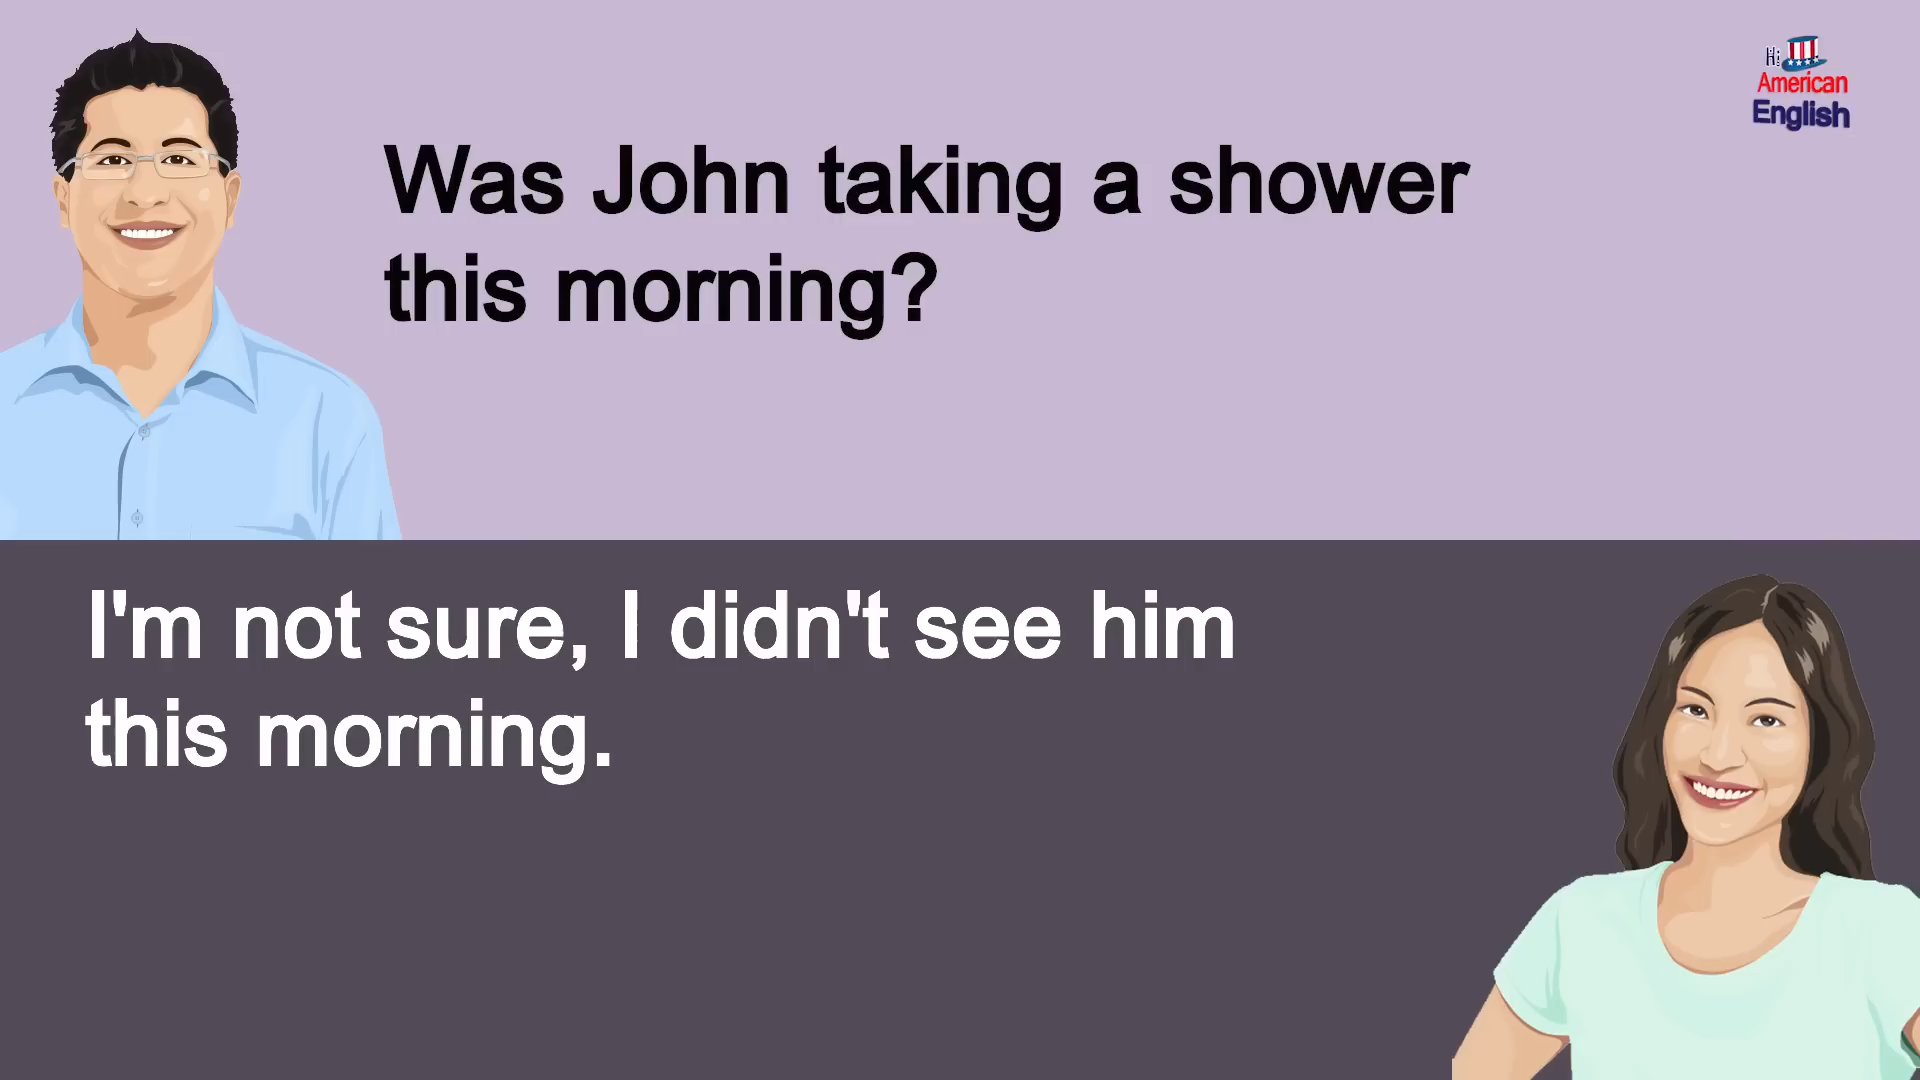 Hi
American
English
Was John taking a shower
this morning?
I'm not sure, I didn't see him
this morning.